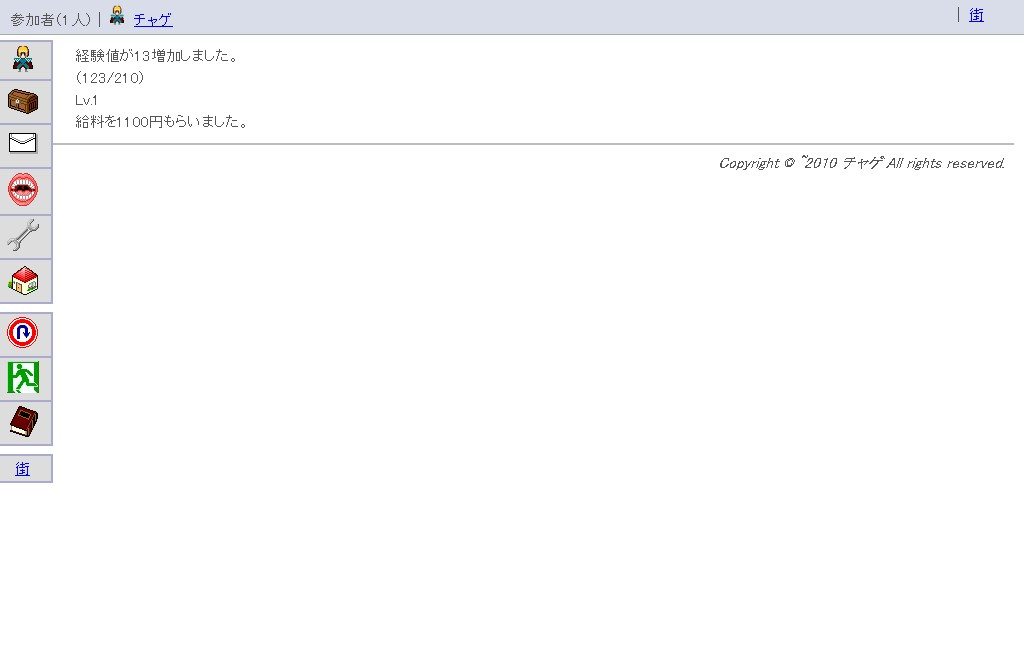 参加者(1人) | チャゲ | 街
経験値が13増加しました。
(123/210)
Lv.1
給料を1100円もらいました。
Copyright © ~2010 チャゲ All rights reserved.
街